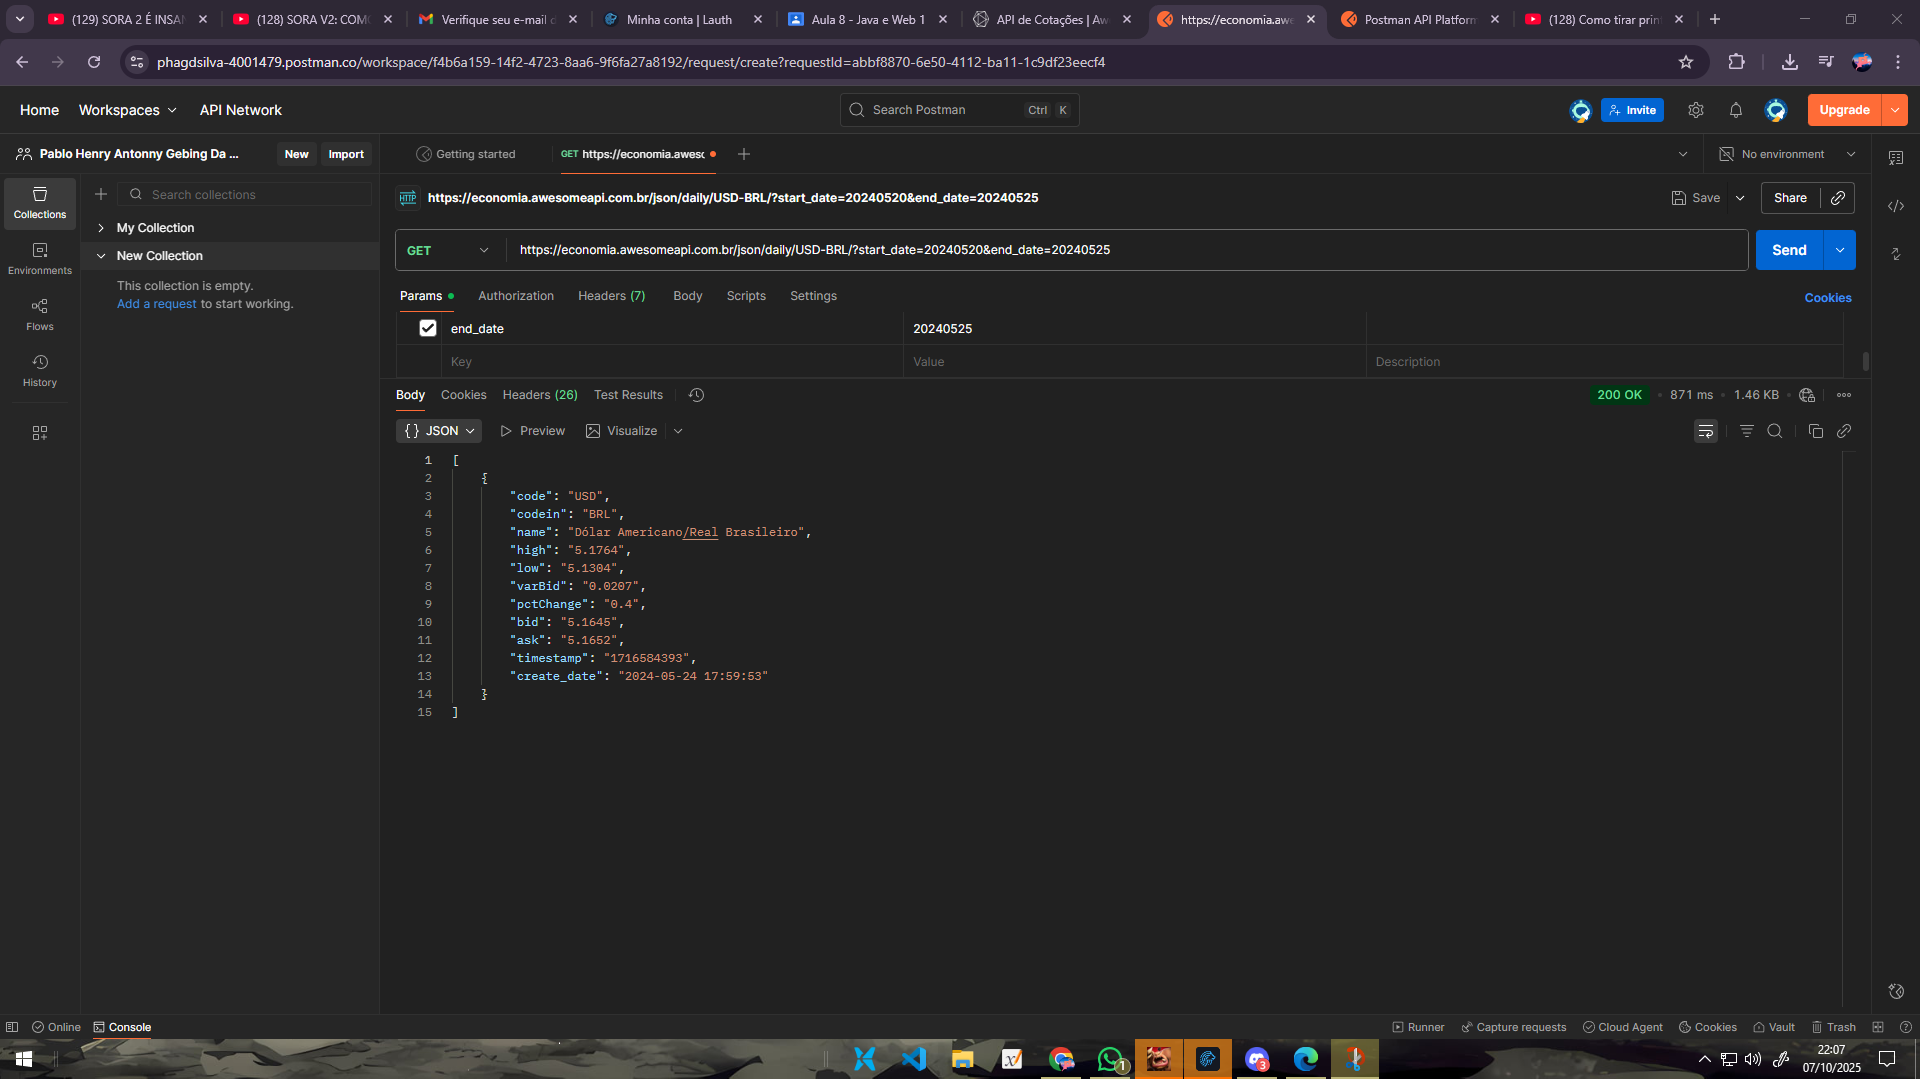 (129) SORA 2 É INSAN
(128) SORA V2: COM
Verifique seu e-mail d
Minha conta | Lauth
Aula 8 - Java e Web 1
API de Cotações | Aw
https://economia.awe
Postman API Platform
(128) Como tirar prin
phagdsilva-4001479.postman.co/workspace/f4b6a159-14f2-4723-8aa6-9f6fa27a8192/request/create?requestId=abbf8870-6e50-4112-ba11-1c9df23eecf4
Home
Workspaces
API Network
Search Postman
Ctrl
K
Invite
Upgrade
Pablo Henry Antonny Gebing Da ...
New
Import
Getting started
GET https://economia.awesc
No environment
Collections
Search collections
My Collection
New Collection
This collection is empty.
Add a request to start working.
Environments
Flows
History
HTTP
https://economia.awesomeapi.com.br/json/daily/USD-BRL/?start_date=20240520&end_date=20240525
Save
Share
GET
https://economia.awesomeapi.com.br/json/daily/USD-BRL/?start_date=20240520&end_date=20240525
Send
Params
Authorization
Headers (7)
Body
Scripts
Settings
Cookies
end_date
20240525
Key
Value
Description
Body
Cookies
Headers (26)
Test Results
200 OK
871 ms
1.46 KB
{} JSON
Preview
Visualize
1 [
2 {
3 "code": "USD",
4 "codein": "BRL",
5 "name": "Dólar Americano/Real Brasileiro",
6 "high": "5.1764",
7 "low": "5.1304",
8 "varBid": "0.0207",
9 "pctChange": "0.4",
10 "bid": "5.1645",
11 "ask": "5.1652",
12 "timestamp": "1716584393",
13 "create_date": "2024-05-24 17:59:53"
14 }
15 ]
Online
Console
Runner
Capture requests
Cloud Agent
Cookies
Vault
Trash
1
3
22:07
07/10/2025